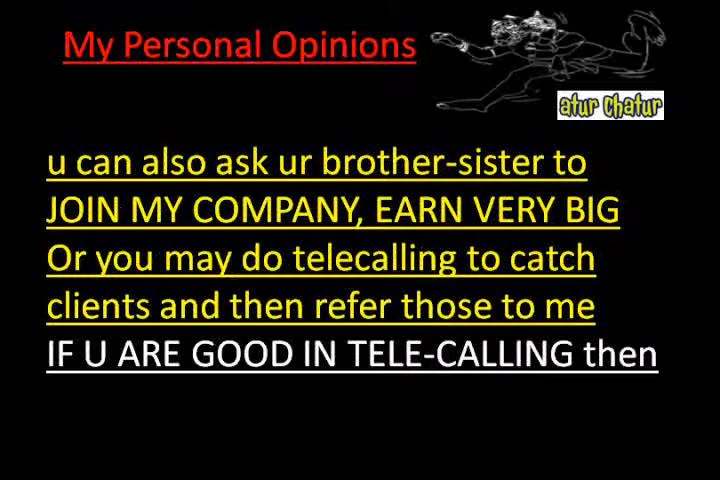 My Personal Opinions
atur Chatur
u can also ask ur brother-sister to
JOIN MY COMPANY, EARN VERY BIG
Or you may do telecalling to catch
clients and then refer those to me
IF U ARE GOOD IN TELE-CALLING then